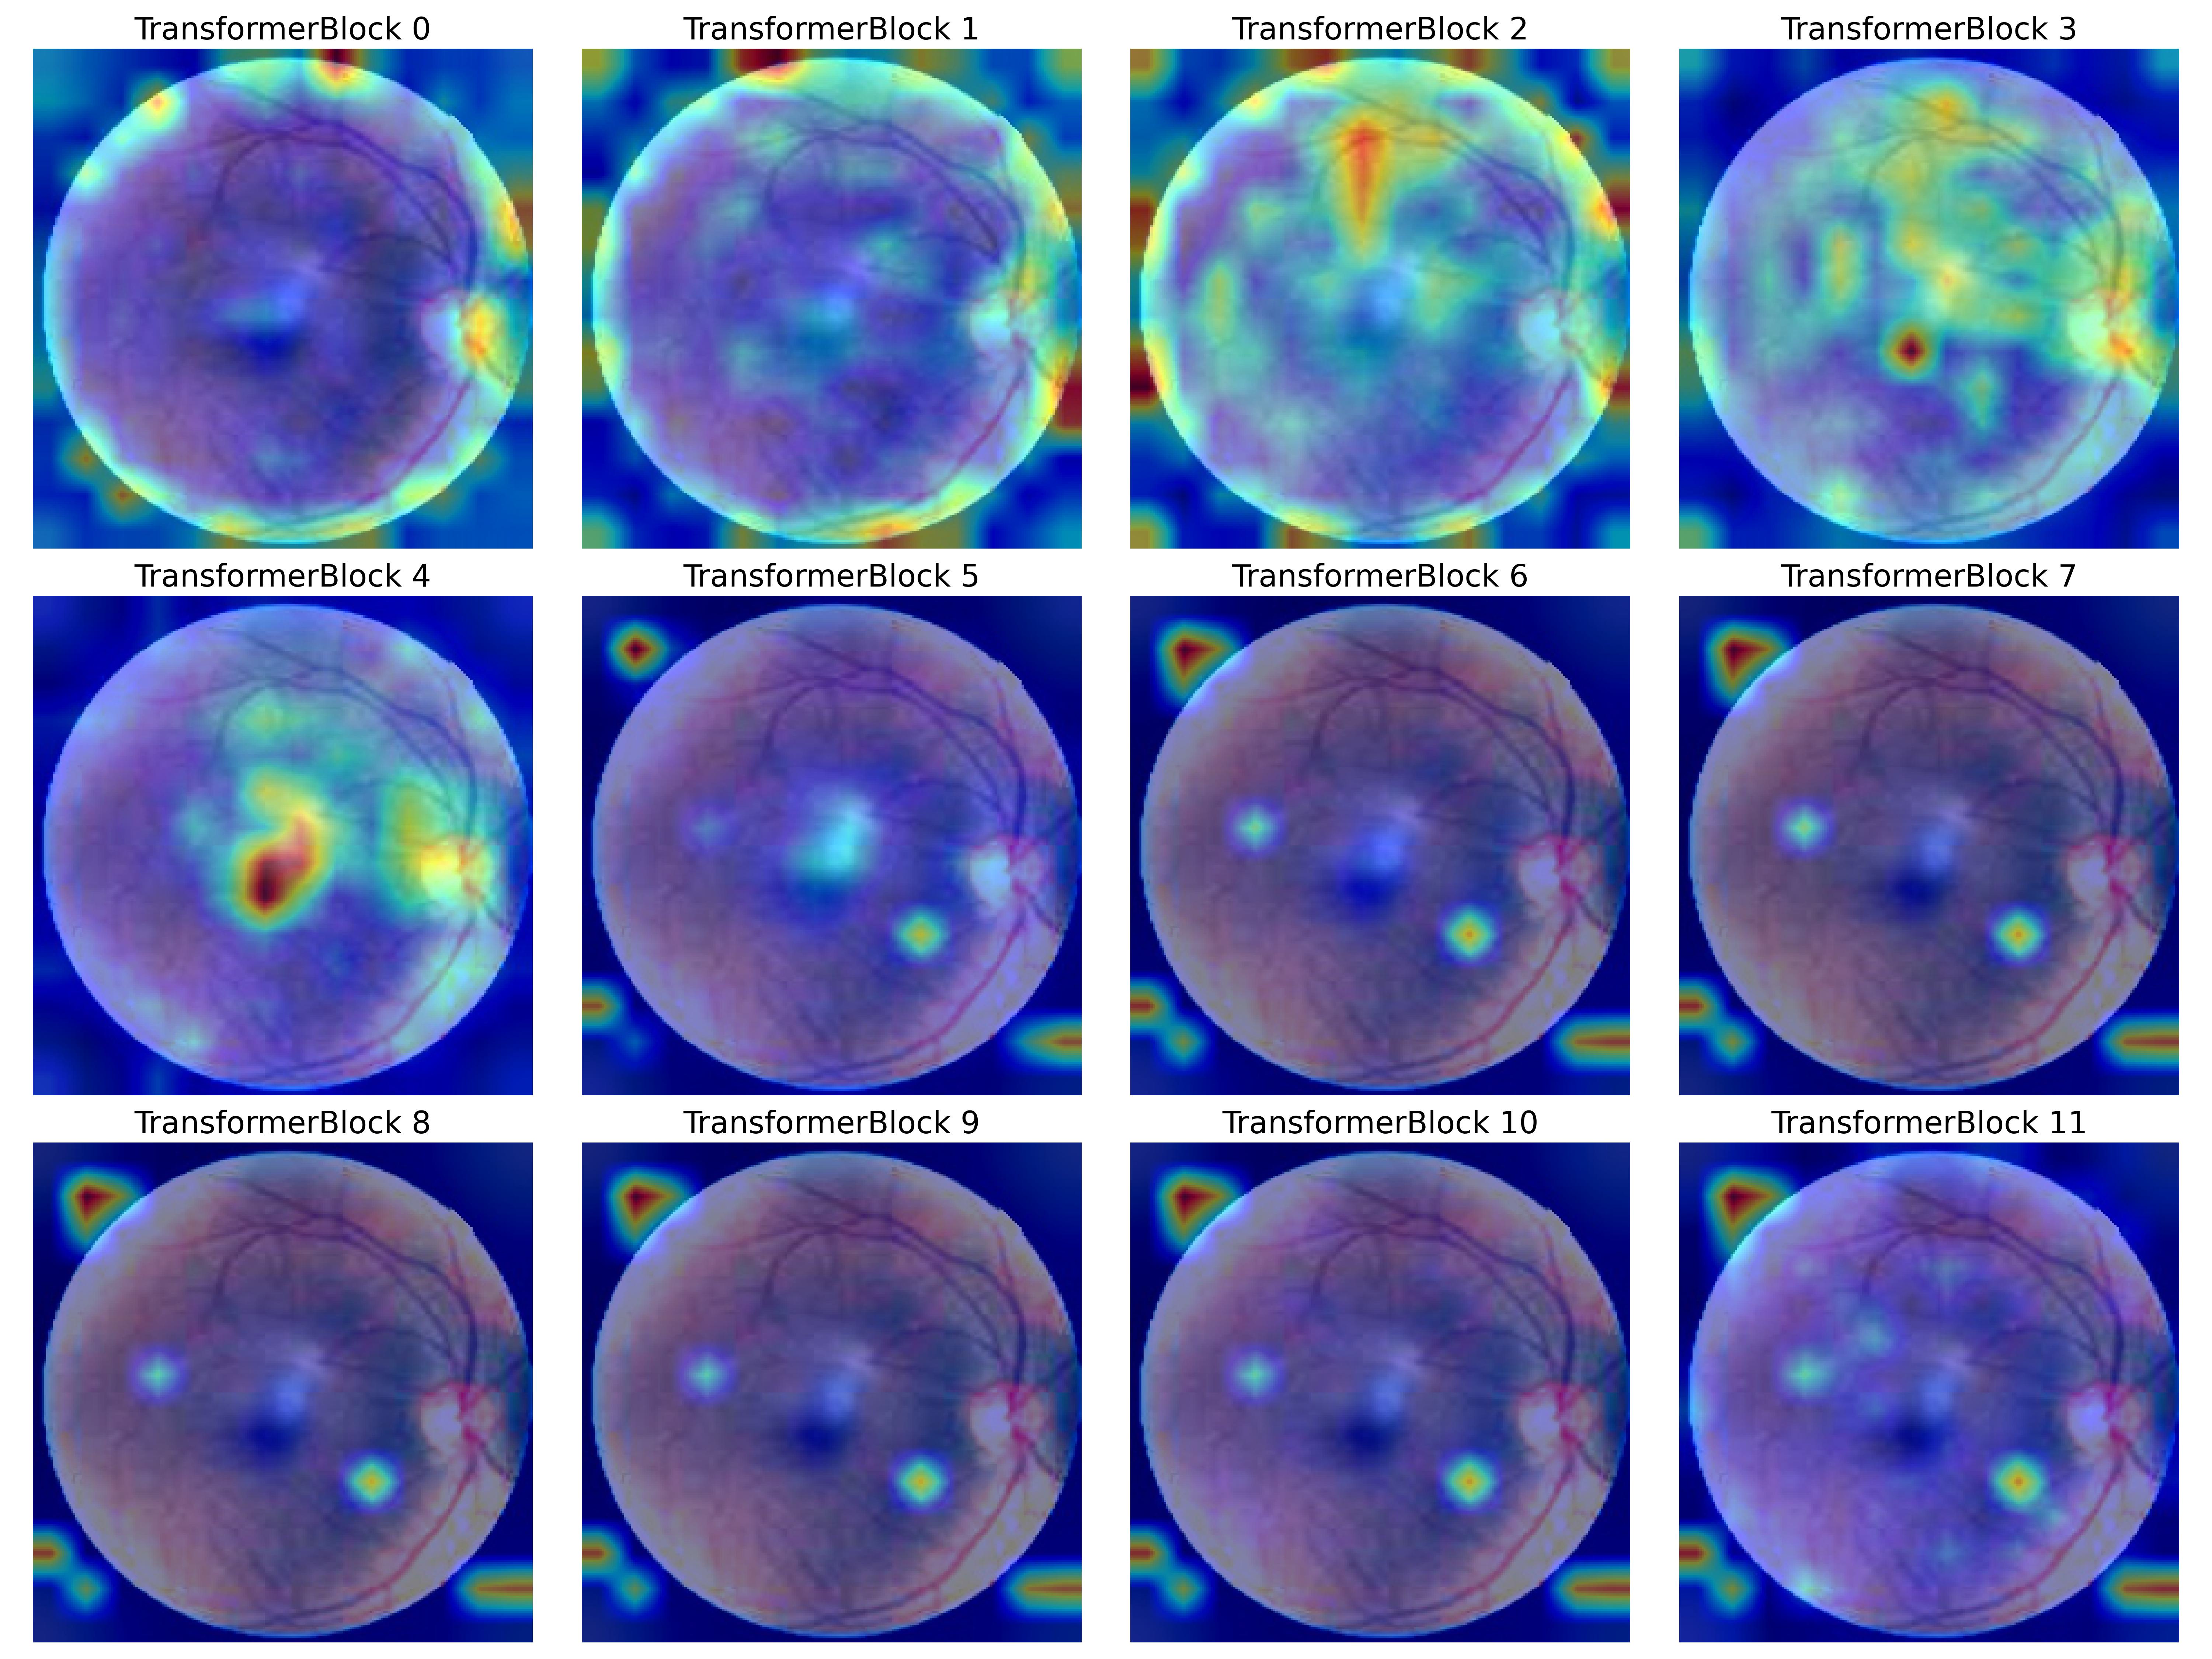 TransformerBlock 0
TransformerBlock 1
TransformerBlock 2
TransformerBlock 3
TransformerBlock 4
TransformerBlock 5
TransformerBlock 6
TransformerBlock 7
TransformerBlock 8
TransformerBlock 9
TransformerBlock 10
TransformerBlock 11